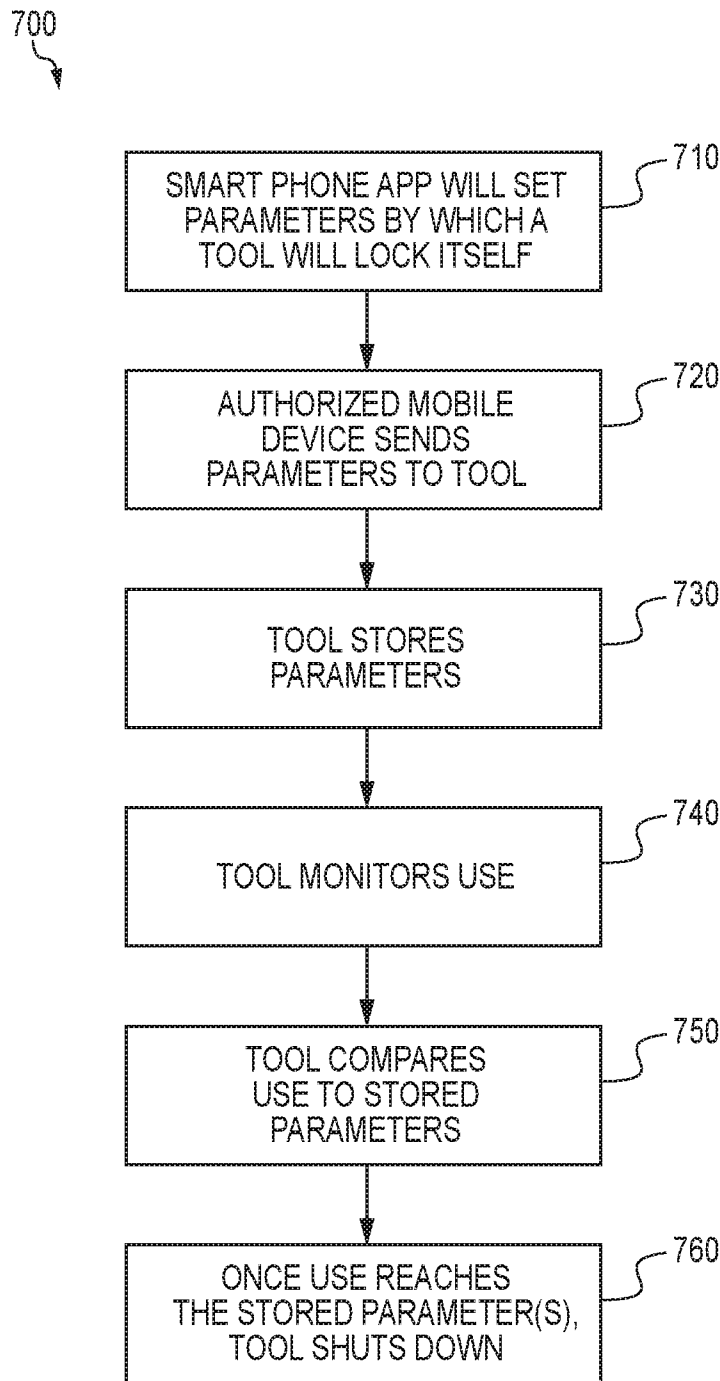 700
SMART PHONE APP WILL SET
PARAMETERS BY WHICH A
TOOL WILL LOCK ITSELF
710
AUTHORIZED MOBILE
DEVICE SENDS
PARAMETERS TO TOOL
720
TOOL STORES
PARAMETERS
730
TOOL MONITORS USE
740
TOOL COMPARES
USE TO STORED
PARAMETERS
750
ONCE USE REACHES
THE STORED PARAMETER(S),
TOOL SHUTS DOWN
760